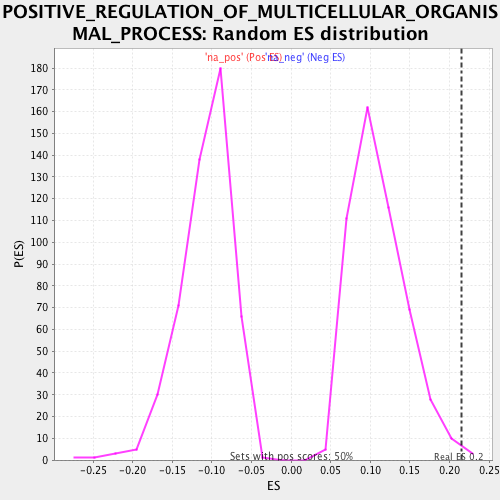 POSITIVE_REGULATION_OF_MULTICELLULAR_ORGANIS
MAL_PROCESS: Random ES distribution
'na_pos' (Pos ES)
'na_neg' (Neg ES)
180
170
160
150
140
130
120
110
100
90
80
70
60
50
40
30
20
10
0
P(ES)
Sets with pos scores: 50%
Real ES 0.2
-0.25 -0.20 -0.15 -0.10 -0.05 0.00 0.05 0.10 0.15 0.20 0.25
ES